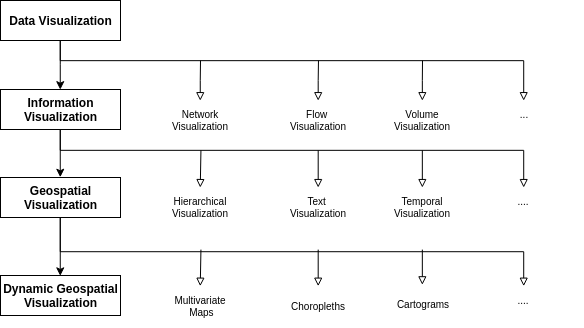 Data Visualization
Information
Visualization
Network
Visualization
Flow
Visualization
Volume
Visualization
...
Geospatial
Visualization
Hierarchical
Visualization
Text
Visualization
Temporal
Visualization
....
Dynamic Geospatial
Visualization
Multivariate
Maps
Choropleths
Cartograms
....